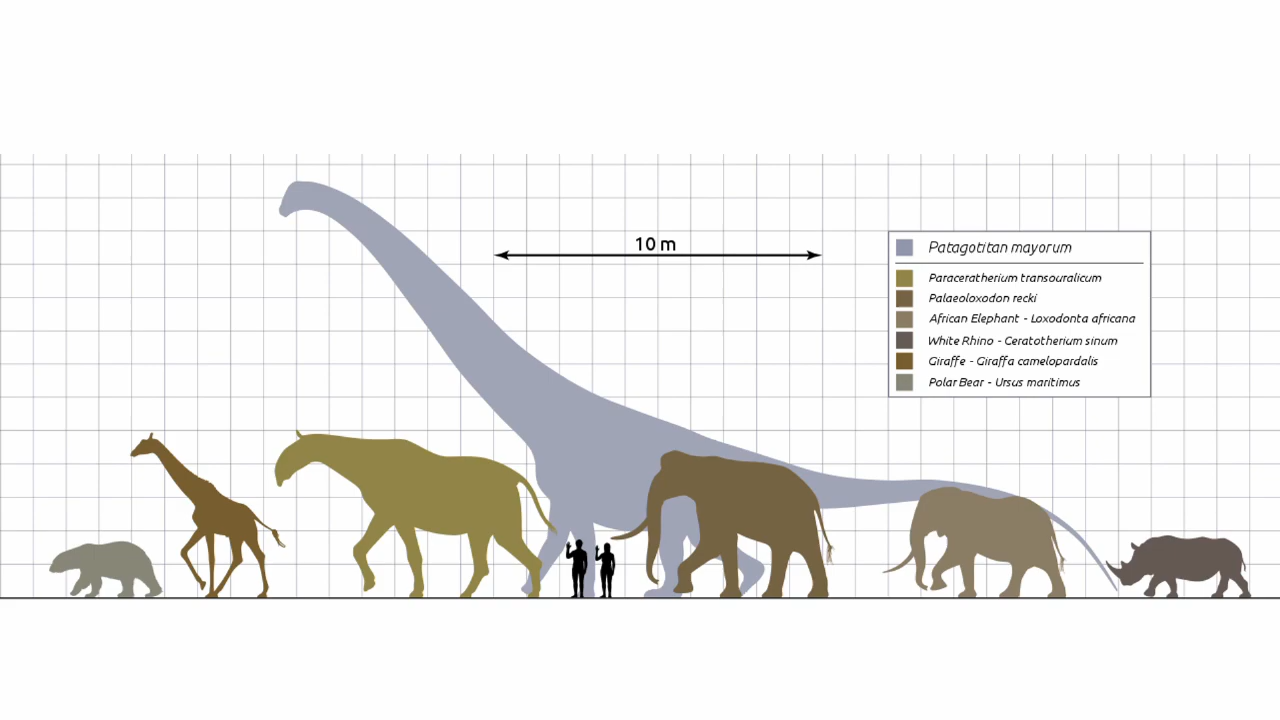 10 m
Patagotitan mayorum
Paraceratherium transouralicum
Palaeoloxodon recki
African Elephant - Loxodonta africana
White Rhino - Ceratotherium sinum
Giraffe - Giraffa camelopardalis
Polar Bear - Ursus maritimus